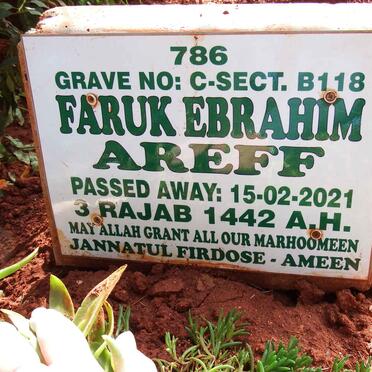 786
GRAVE NO: C-SECT. B118
FARUK EBRAHIM
AREFF
PASSED AWAY: 15-02-2021
3 RAJAB 1442 A.H.
MAY ALLAH GRANT ALL OUR MARHOOMEEN
JANNATUL FIRDOSE - AMEEN